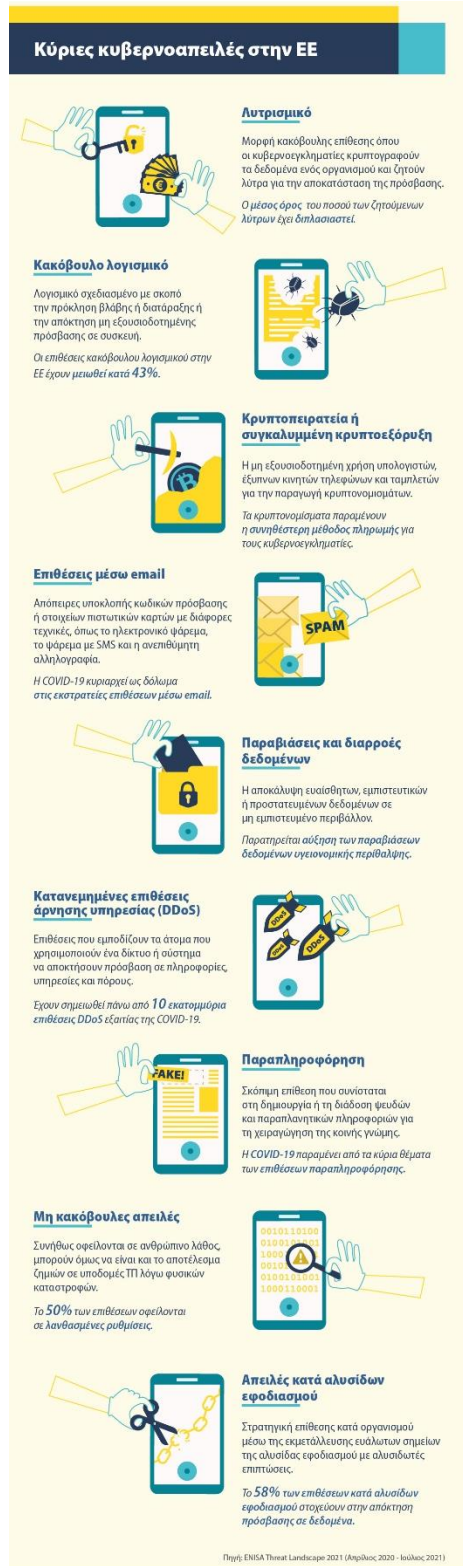 Κύριες κυβερνοαπειλές στην ΕΕ
Λυτρισμικό
Μορφή κακόβουλης επίθεσης όπου
οι κυβερνοεγκληματίες κρυπτογραφούν
τα δεδομένα ενός οργανισμού και ζητούν
λύτρα για την αποκατάσταση της πρόσβασης.
Ο μέσος όρος του ποσού των ζητούμενων
λύτρων έχει διπλασιαστεί.
Κακόβουλο λογισμικό
Λογισμικό σχεδιασμένο με σκοπό
την πρόκληση βλάβης ή διατάραξης ή
την απόκτηση μη εξουσιοδοτημένης
πρόσβασης σε συσκευή.
Οι επιθέσεις κακόβουλου λογισμικού στην
ΕΕ έχουν μειωθεί κατά 43%.
Κρυπτοπειρατεία ή
συγκαλυμμένη κρυπτοεξόρυξη
Η μη εξουσιοδοτημένη χρήση υπολογιστών,
έξυπνων κινητών τηλεφώνων και ταμπλετών
για την παραγωγή κρυπτονομισμάτων.
Τα κρυπτονομίσματα παραμένουν
η συνηθέστερη μέθοδος πληρωμής για
τους κυβερνοεγκληματίες.
Επιθέσεις μέσω email
Απόπειρες υποκλοπής κωδικών πρόσβασης
ή στοιχείων πιστωτικών καρτών με διάφορες
τεχνικές, όπως το ηλεκτρονικό ψάρεμα,
το ψάρεμα με SMS και η ανεπιθύμητη
αλληλογραφία.
Η COVID-19 κυριαρχεί ως δόλωμα
στις εκστρατείες επιθέσεων μέσω email.
SPAM
Παραβιάσεις και διαρροές
δεδομένων
Η αποκάλυψη ευαίσθητων, εμπιστευτικών
ή προστατευμένων δεδομένων σε
μη εμπιστευμένο περιβάλλον.
Παρατηρείται αύξηση των παραβιάσεων
δεδομένων υγειονομικής περίθαλψης.
Κατανεμημένες επιθέσεις
άρνησης υπηρεσίας (DDoS)
Επιθέσεις που εμποδίζουν τα άτομα που
χρησιμοποιούν ένα δίκτυο ή σύστημα
να αποκτήσουν πρόσβαση σε πληροφορίες,
υπηρεσίες και πόρους.
Έχουν σημειωθεί πάνω από 10 εκατομμύρια
επιθέσεις DDoS εξαιτίας της COVID-19.
DDoS
DDoS
DDoS
FAKE!
Παραπληροφόρηση
Σκόπιμη επίθεση που συνίσταται
στη δημιουργία ή τη διάδοση ψευδών
και παραπλανητικών πληροφοριών για
τη χειραγώγηση της κοινής γνώμης.
Η COVID-19 παραμένει από τα κύρια θέματα
των επιθέσεων παραπληροφόρησης.
Μη κακόβουλες απειλές
Συνήθως οφείλονται σε ανθρώπινο λάθος,
μπορούν όμως να είναι και το αποτέλεσμα
ζημιών σε υποδομές ΤΠ λόγω φυσικών
καταστροφών.
Το 50% των επιθέσεων οφείλονται
σε λανθασμένες ρυθμίσεις.
0010110100
1000110001
Απειλές κατά αλυσίδων
εφοδιασμού
Στρατηγική επίθεσης κατά οργανισμού
μέσω της εκμετάλλευσης ευάλωτων σημείων
της αλυσίδας εφοδιασμού με αλυσιδωτές
επιπτώσεις.
Το 58% των επιθέσεων κατά αλυσίδων
εφοδιασμού στοχεύουν στην απόκτηση
πρόσβασης σε δεδομένα.
Πηγή: ENISA Threat Landscape 2021 (Απρίλιος 2020 - Ιούλιος 2021)